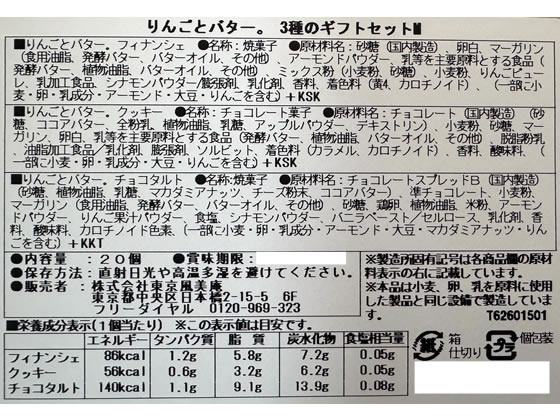 りんごとバター。 3種のギフトセットM
■りんごとバター。フィナンシェ ●名称：焼菓子 ●原材料名：砂糖（国内製造）、卵白、マーガリン
（食用油脂、発酵バター、バターオイル、その他）、アーモンドパウダー、乳等を主要原料とする食品（
発酵バター、植物油脂、バターオイル、その他）、ミックス粉（小麦粉、砂糖）、小麦粉、りんごピュー
レ、乳加工食品、シナモンパウダー/膨張剤、乳化剤、香料、着色料（黄4、カロチノイド）、（一部に小
麦・卵・乳成分・アーモンド・大豆・りんごを含む）＋KSK
■りんごとバター。クッキー ●名称：チョコレート菓子 ●原材料名：チョコレート（国内製造）（砂
糖、ココアバター、全粉乳、植物油脂、乳糖、アップルパウダー、デキストリン）、小麦粉、砂糖、マー
ガリン、卵白、乳等を主要原料とする食品（発酵バター、植物油脂、バターオイル、その他）、脱脂粉乳
、油脂加工食品/乳化剤、膨張剤、ソルビット、着色料（カラメル、カロチノイド）、香料、酸味料、（
一部に小麦・卵・乳成分・大豆・りんごを含む）＋KSK
■りんごとバター。チョコタルト ●名称：焼菓子 ●原材料名：チョコレートスプレッドB（国内製造）
（砂糖、植物油脂、乳糖、マカダミアナッツ、チーズ粉末、ココアバター）、準チョコレート、小麦粉、
マーガリン（食用油脂、発酵バター、バターオイル、その他）、砂糖、鶏卵、植物油脂、米粉、アーモン
ドパウダー、りんご果汁パウダー、食塩、シナモンパウダー、バニラペースト/セルロース、乳化剤、香
料、酸味料、カロチノイド色素、（一部に小麦・卵・乳成分・アーモンド・大豆・マカダミアナッツ・りん
ごを含む）＋KKT
●内容量：２０個 ●賞味期限：
●保存方法：直射日光や高温多湿を避けてください。
●販売者：株式会社東京風美庵
東京都中央区日本橋2-15-5 6F
フリーダイヤル 0120-969-323
※製造所固有記号は各商品欄の原材
料表示の右に記載しています。
※本品は小麦、卵、乳を原料に使用
した製品と同じ設備で製造していま
す。 T62601501
■栄養成分表示（1個当たり） ※この表示値は目安です。
エネルギー タンパク質 脂質 炭水化物 食塩相当量
フィナンシェ 86kcal 1.2g 5.8g 7.2g 0.05g
クッキー 56kcal 0.6g 3.2g 6.2g 0.05g
チョコタルト 140kcal 1.1g 9.1g 13.9g 0.08g
紙 箱 仕切り プラ 個包装